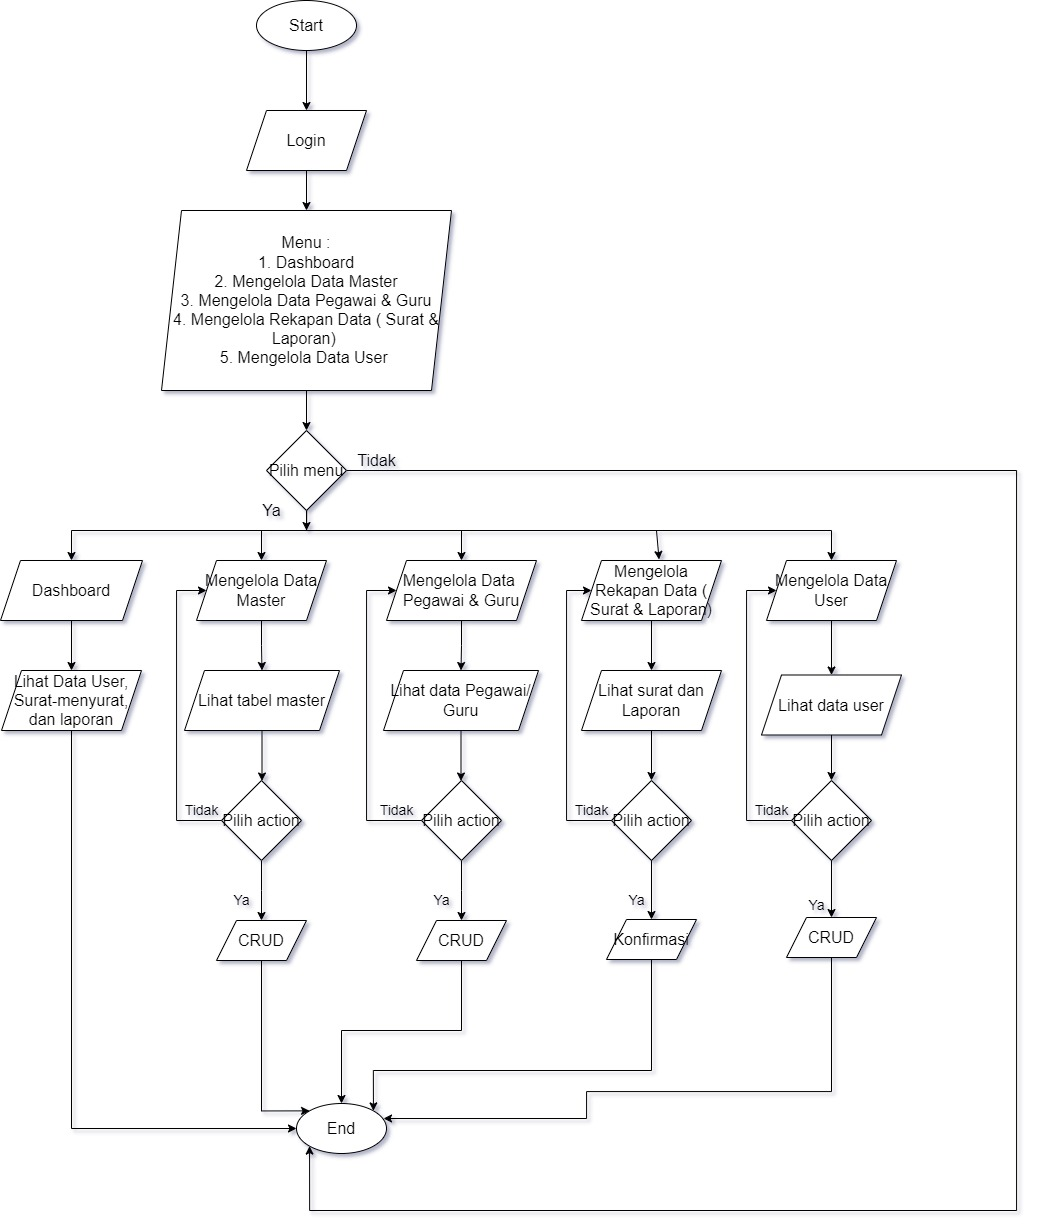 Start
Login
Menu :
1. Dashboard
2. Mengelola Data Master
3. Mengelola Data Pegawai & Guru
4. Mengelola Rekapan Data ( Surat &
Laporan)
5. Mengelola Data User
Pilih menu
Tidak
Ya
Dashboard
Mengelola Data
Master
Mengelola Data
Pegawai & Guru
Mengelola
Rekapan Data (
Surat & Laporan)
Mengelola Data
User
Lihat Data User,
Surat-menyurat,
dan laporan
Lihat tabel master
Lihat data Pegawai/
Guru
Lihat surat dan
Laporan
Lihat data user
Tidak
Pilih action
Tidak
Pilih action
Tidak
Pilih action
Tidak
Pilih action
Ya
Ya
Ya
Ya
CRUD
CRUD
Konfirmasi
CRUD
End